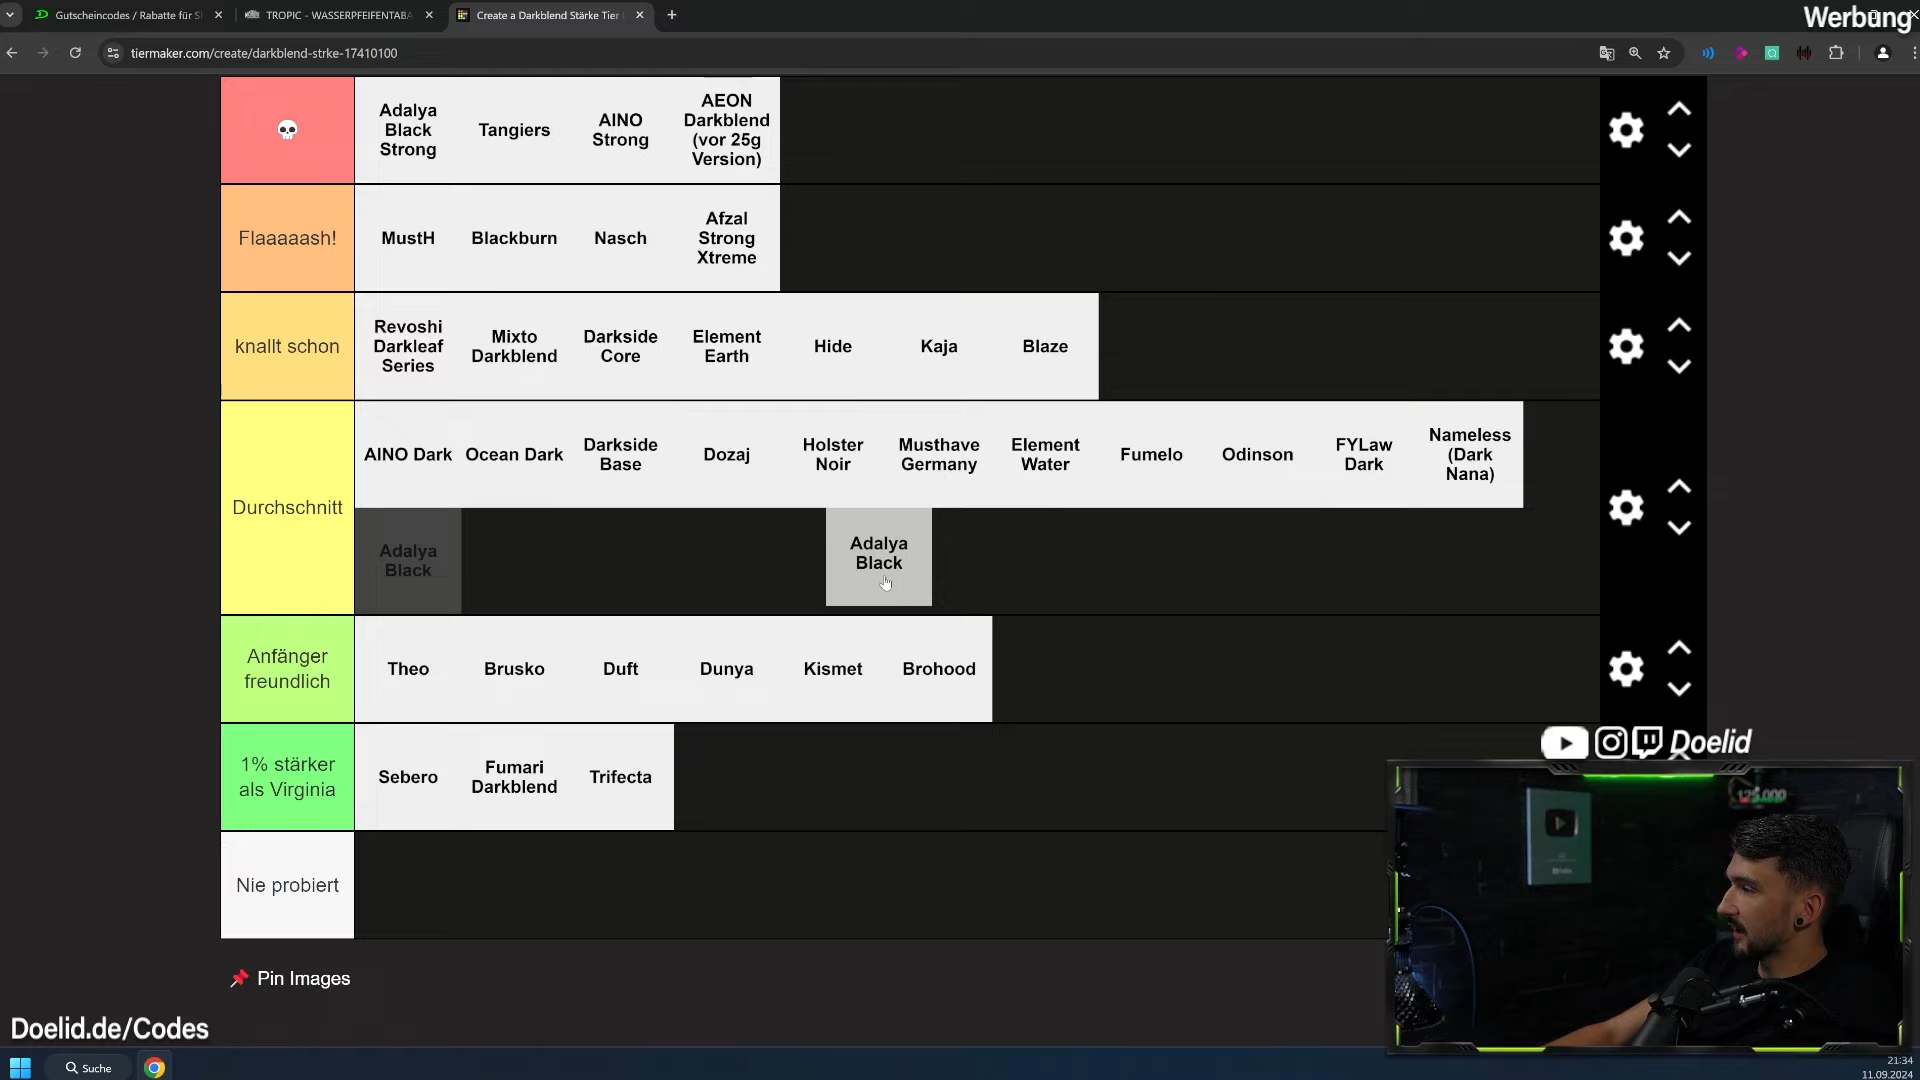 Gutscheincodes / Rabatte für S
TROPIC - WASSERPFEIFENTABA
Create a Darkblend Stärke Tier
Werbung
tiermaker.com/create/darkblend-strke-17410100
Adalya
Black
Strong
Tangiers
AINO
Strong
AEON
Darkblend
(vor 25g
Version)
Flaaaaash!
MustH
Blackburn
Nasch
Afzal
Strong
Xtreme
knallt schon
Revoshi
Darkleaf
Series
Mixto
Darkblend
Darkside
Core
Element
Earth
Hide
Kaja
Blaze
Durchschnitt
AINO Dark
Ocean Dark
Darkside
Base
Dozaj
Holster
Noir
Musthave
Germany
Element
Water
Fumelo
Odinson
FYLaw
Dark
Nameless
(Dark
Nana)
Adalya
Black
Adalya
Black
Anfänger
freundlich
Theo
Brusko
Duft
Dunya
Kismet
Brohood
1% stärker
als Virginia
Sebero
Fumari
Darkblend
Trifecta
Nie probiert
Doelid
125.000
Pin Images
Doelid.de/Codes
Suche
21:34
11.09.2024